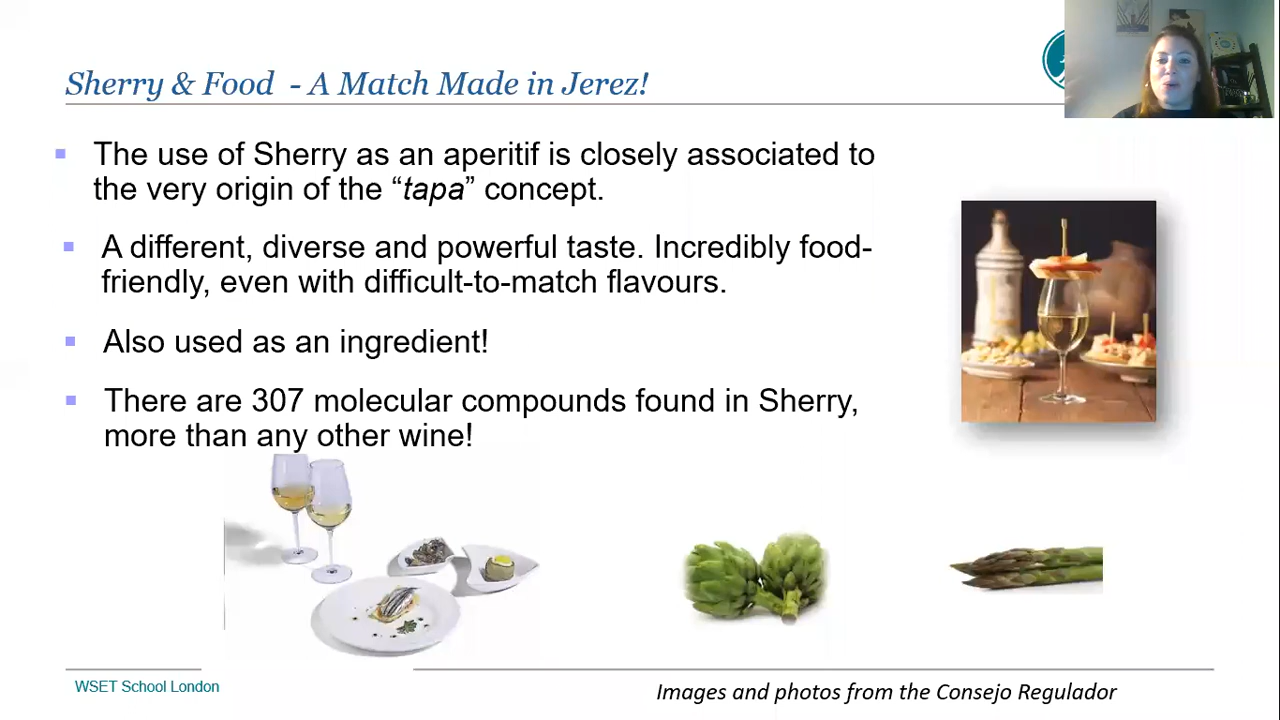 Sherry & Food - A Match Made in Jerez!
The use of Sherry as an aperitif is closely associated to
the very origin of the “tapa” concept.
A different, diverse and powerful taste. Incredibly food-
friendly, even with difficult-to-match flavours.
Also used as an ingredient!
There are 307 molecular compounds found in Sherry,
more than any other wine!
WSET School London
Images and photos from the Consejo Regulador